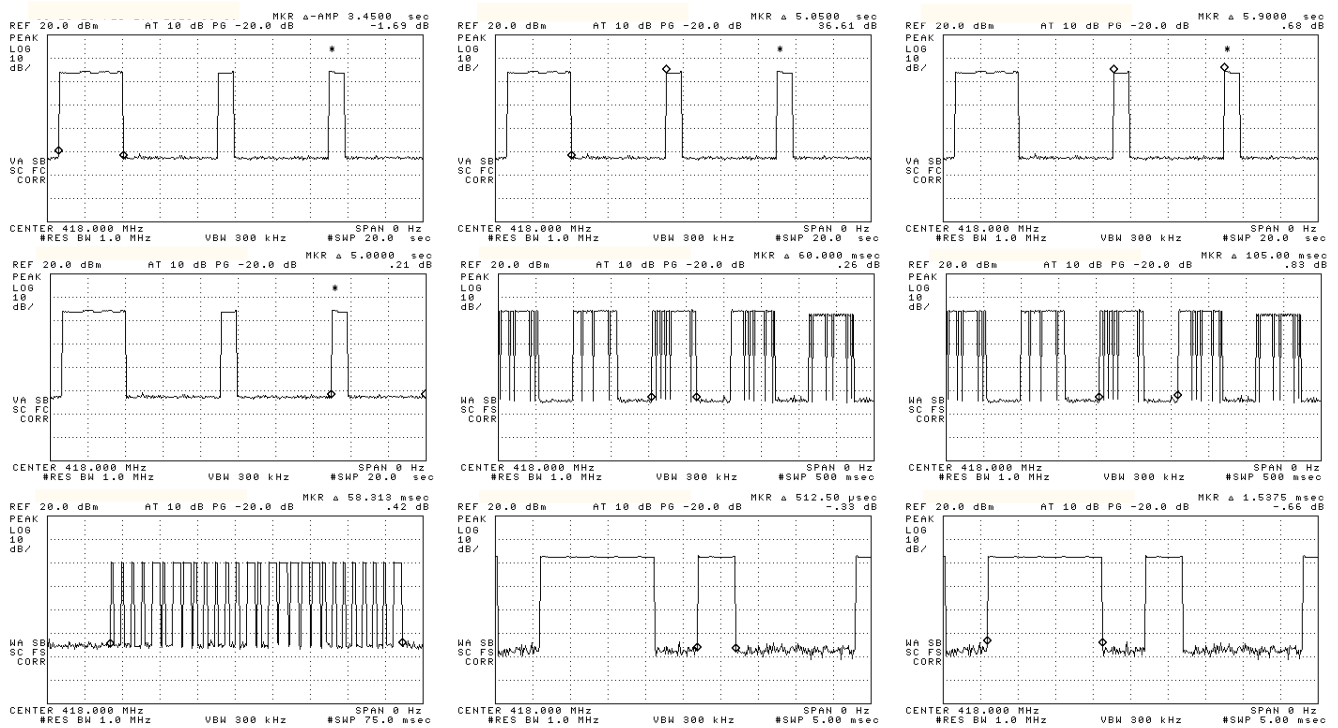 MKR Δ-AMP 3.4500 sec
REF 20.0 dBm AT 10 dB PG -20.0 dB -1.69 dB
PEAK
LOG
10
dB/
*
VA SB
SC FC
CORR
CENTER 418.000 MHz SPAN 0 Hz
#RES BW 1.0 MHz VBW 300 kHz #SWP 20.0 sec
MKR Δ 5.0500 sec
REF 20.0 dBm AT 10 dB PG -20.0 dB 36.61 dB
PEAK
LOG
10
dB/
*
VA SB
SC FC
CORR
CENTER 418.000 MHz SPAN 0 Hz
#RES BW 1.0 MHz VBW 300 kHz #SWP 20.0 sec
MKR Δ 5.9000 sec
REF 20.0 dBm AT 10 dB PG -20.0 dB .68 dB
PEAK
LOG
10
dB/
*
VA SB
SC FC
CORR
CENTER 418.000 MHz SPAN 0 Hz
#RES BW 1.0 MHz VBW 300 kHz #SWP 20.0 sec
MKR Δ 5.0000 sec
REF 20.0 dBm AT 10 dB PG -20.0 dB .21 dB
PEAK
LOG
10
dB/
*
VA SB
SC FC
CORR
CENTER 418.000 MHz SPAN 0 Hz
#RES BW 1.0 MHz VBW 300 kHz #SWP 20.0 sec
MKR Δ 60.000 msec
REF 20.0 dBm AT 10 dB PG -20.0 dB .26 dB
PEAK
LOG
10
dB/
WA SB
SC FS
CORR
CENTER 418.000 MHz SPAN 0 Hz
#RES BW 1.0 MHz VBW 300 kHz #SWP 500 msec
MKR Δ 105.00 msec
REF 20.0 dBm AT 10 dB PG -20.0 dB .83 dB
PEAK
LOG
10
dB/
WA SB
SC FS
CORR
CENTER 418.000 MHz SPAN 0 Hz
#RES BW 1.0 MHz VBW 300 kHz #SWP 500 msec
MKR Δ 58.313 msec
REF 20.0 dBm AT 10 dB PG -20.0 dB .42 dB
PEAK
LOG
10
dB/
WA SB
SC FS
CORR
CENTER 418.000 MHz SPAN 0 Hz
#RES BW 1.0 MHz VBW 300 kHz #SWP 75.0 msec
MKR Δ 512.50 µsec
REF 20.0 dBm AT 10 dB PG -20.0 dB -.33 dB
PEAK
LOG
10
dB/
WA SB
SC FS
CORR
CENTER 418.000 MHz SPAN 0 Hz
#RES BW 1.0 MHz VBW 300 kHz #SWP 5.00 msec
MKR Δ 1.5375 msec
REF 20.0 dBm AT 10 dB PG -20.0 dB -.66 dB
PEAK
LOG
10
dB/
WA SB
SC FS
CORR
CENTER 418.000 MHz SPAN 0 Hz
#RES BW 1.0 MHz VBW 300 kHz #SWP 5.00 msec